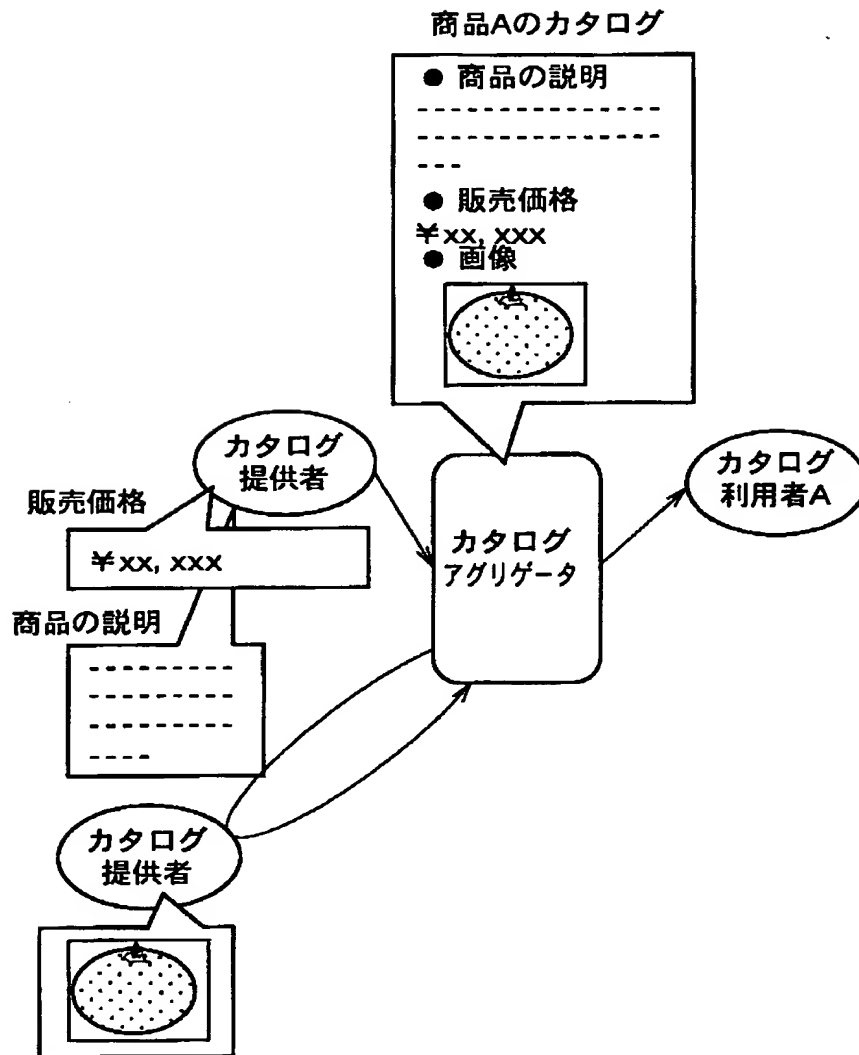 商品Aのカタログ
● 商品の説明
● 販売価格
¥xx, xxx
● 画像
カタログ
提供者
販売価格
¥xx, xxx
商品の説明
カタログ
アグリゲータ
カタログ
利用者A
カタログ
提供者